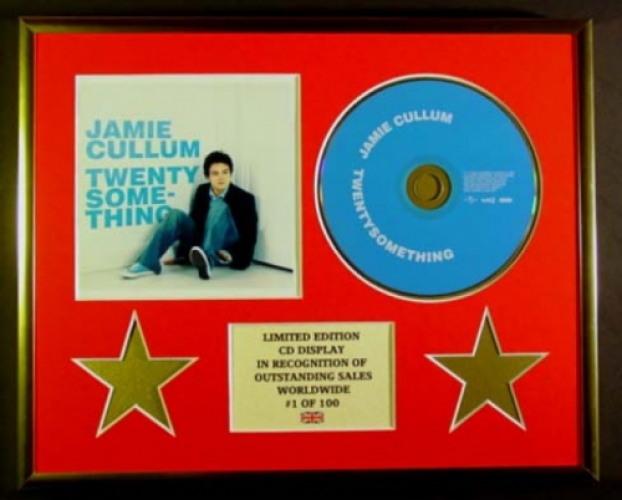 JAMIE
CULLUM
TWENTY
SOME-
THING
JAMIE CULLUM
TWENTYSOMETHING
LIMITED EDITION
CD DISPLAY
IN RECOGNITION OF
OUTSTANDING SALES
WORLDWIDE
#1 OF 100